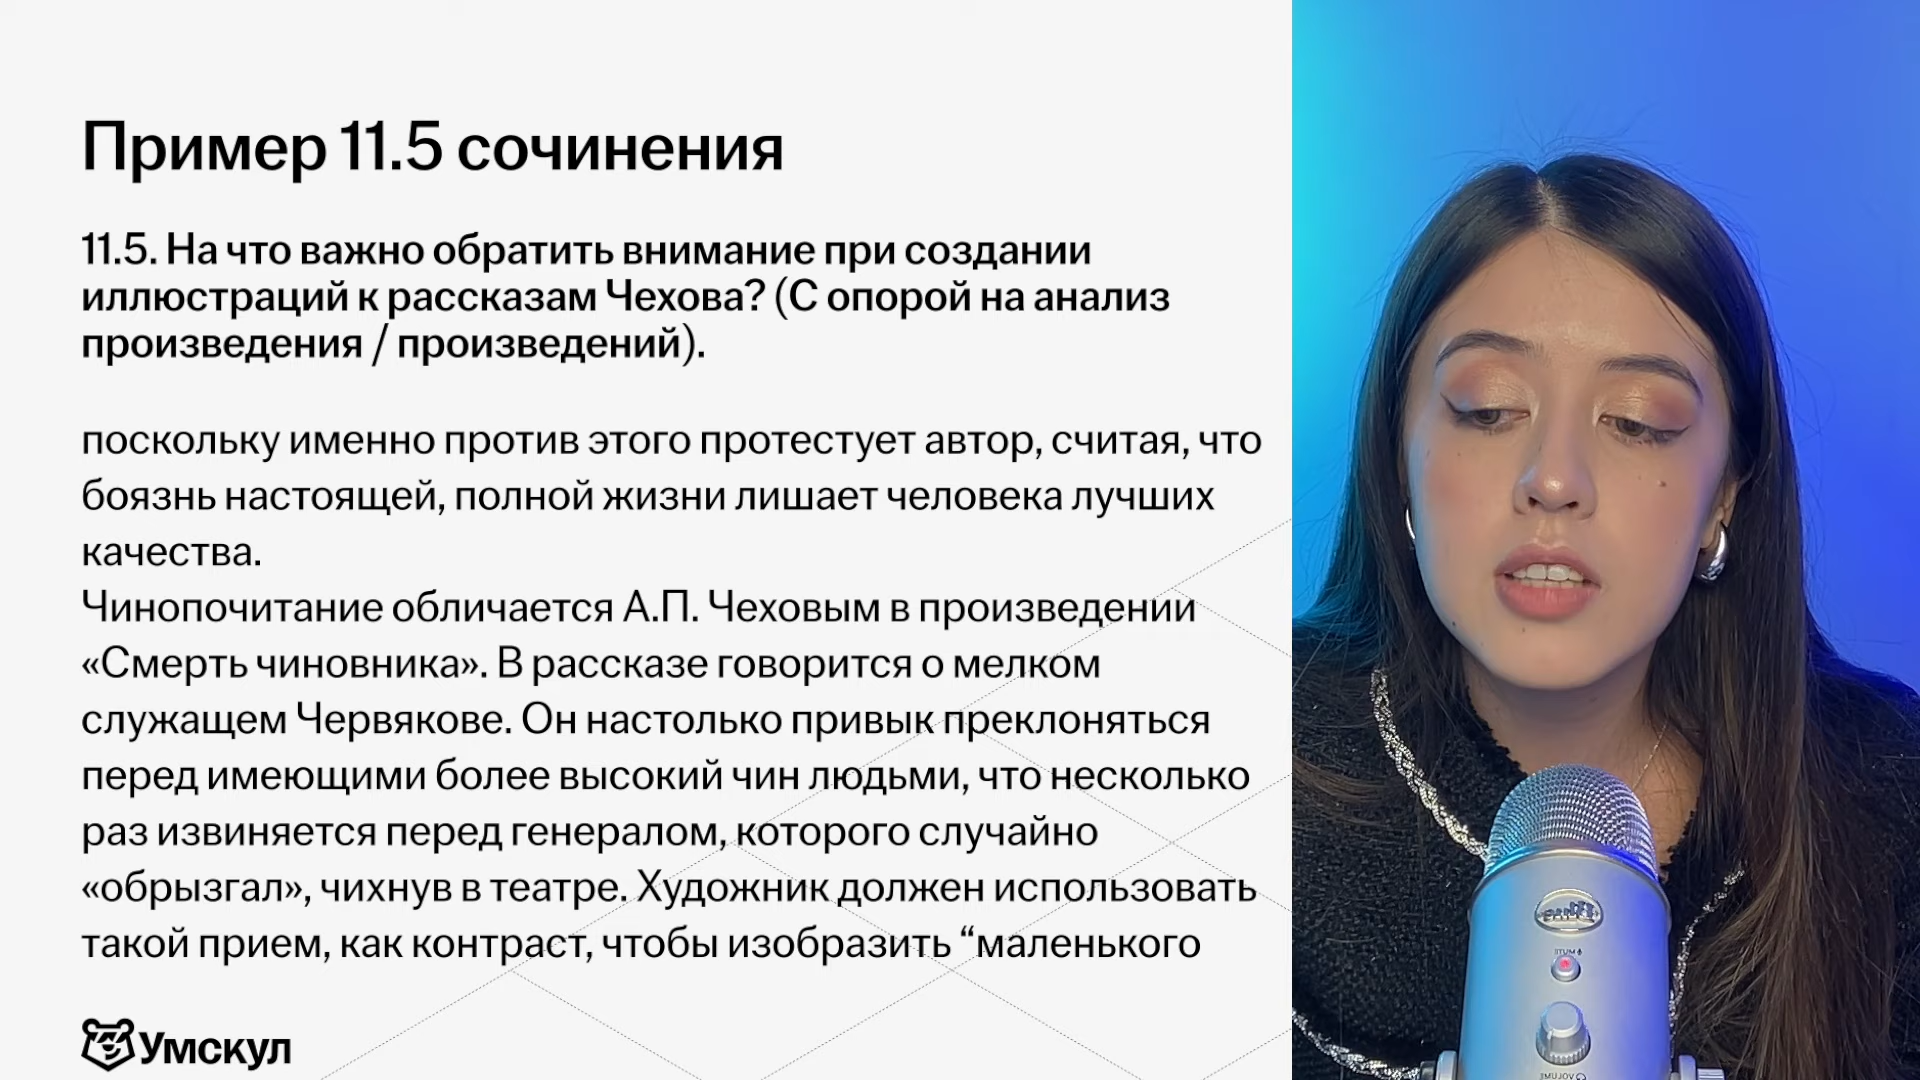 Пример 11.5 сочинения
11.5. На что важно обратить внимание при создании
иллюстраций к рассказам Чехова? (С опорой на анализ
произведения / произведений).
поскольку именно против этого протестует автор, считая, что
боязнь настоящей, полной жизни лишает человека лучших
качества.
Чинопочитание обличается А.П. Чеховым в произведении
«Смерть чиновника». В рассказе говорится о мелком
служащем Червякове. Он настолько привык преклоняться
перед имеющими более высокий чин людьми, что несколько
раз извиняется перед генералом, которого случайно
«обрызгал», чихнув в театре. Художник должен использовать
такой прием, как контраст, чтобы изобразить “маленького
Умскул
blue
MUTE
VOLUME